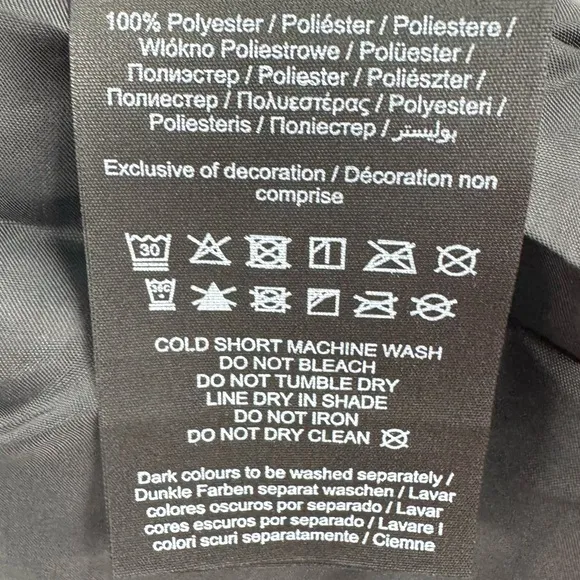 100% Polyester / Poliéster / Poliestere /
Włókno Poliestrowe / Polüester /
Полиэстер / Poliester / Poliészter /
Полиестер / Πολυεστέρας / Polyesteri /
Poliesteris / Поліестер / بوليستر
Exclusive of decoration / Décoration non
comprise
30
30C
COLD SHORT MACHINE WASH
DO NOT BLEACH
DO NOT TUMBLE DRY
LINE DRY IN SHADE
DO NOT IRON
DO NOT DRY CLEAN
Dark colours to be washed separately /
Dunkle Farben separat waschen / Lavar
colores oscuros por separado / Lavar
cores escuros por separado / Lavare i
colori scuri separatamente / Ciemne